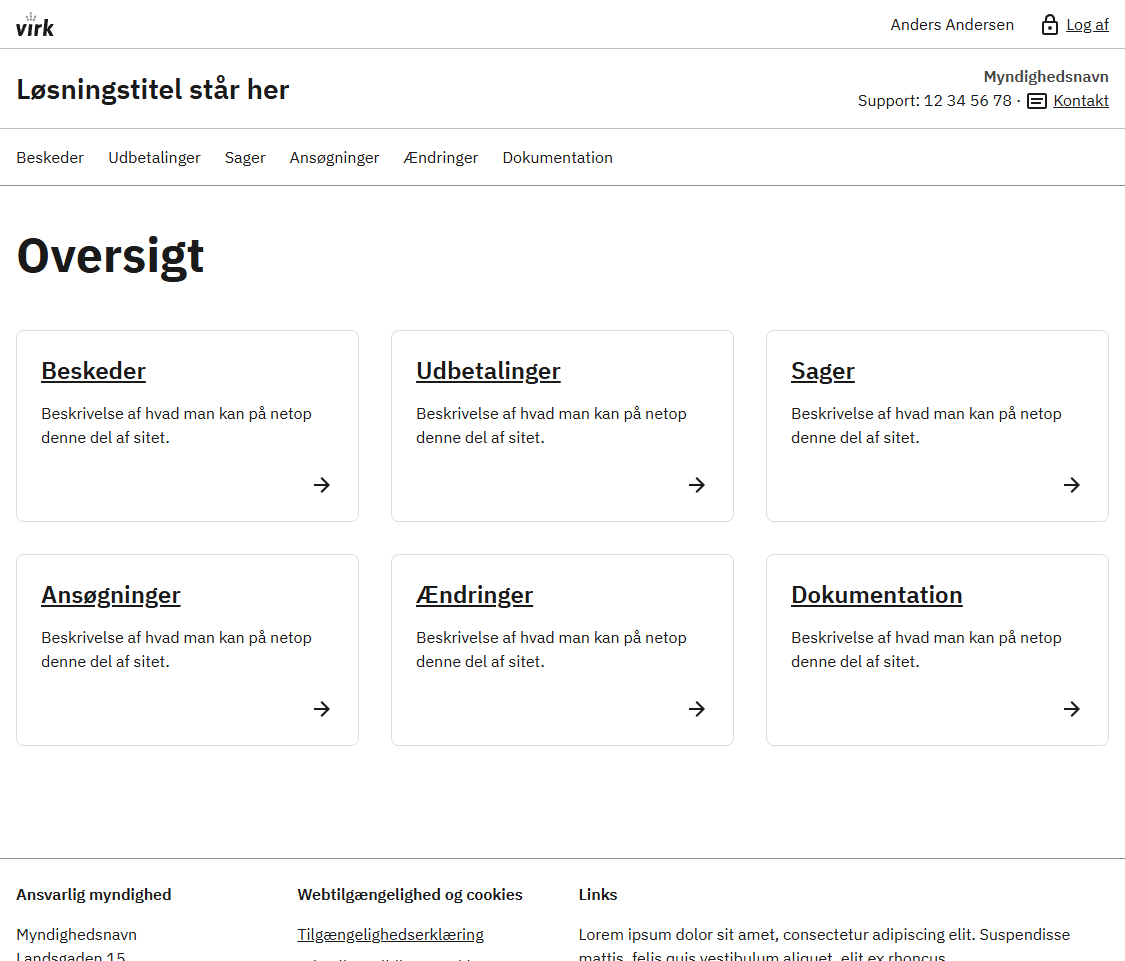 virk
Anders Andersen
Log af
Løsningstitel står her
Myndighedsnavn
Support: 12 34 56 78 · Kontakt
Beskeder Udbetalinger Sager Ansøgninger Ændringer Dokumentation
Oversigt
Beskeder
Beskrivelse af hvad man kan på netop
denne del af sitet.
Udbetalinger
Beskrivelse af hvad man kan på netop
denne del af sitet.
Sager
Beskrivelse af hvad man kan på netop
denne del af sitet.
Ansøgninger
Beskrivelse af hvad man kan på netop
denne del af sitet.
Ændringer
Beskrivelse af hvad man kan på netop
denne del af sitet.
Dokumentation
Beskrivelse af hvad man kan på netop
denne del af sitet.
Ansvarlig myndighed
Myndighedsnavn
Landsgaden 15
Webtilgængelighed og cookies
Tilgængelighedserklæring
Links
Lorem ipsum dolor sit amet, consectetur adipiscing elit. Suspendisse
mattis, felis quis vestibulum aliquet, elit ex rhoncus